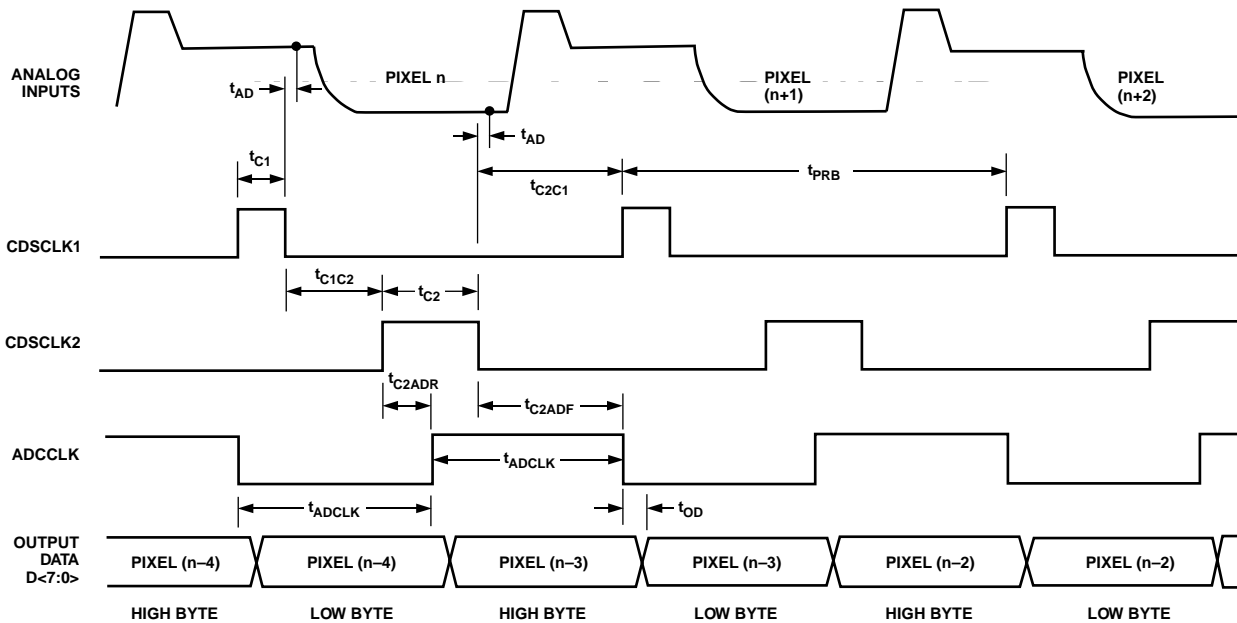 ANALOG
INPUTS
PIXEL n
PIXEL
(n+1)
PIXEL
(n+2)
tAD
tAD
tC1
tC2C1
tPRB
CDSCLK1
tC1C2
tC2
CDSCLK2
tC2ADR
tC2ADF
ADCCLK
tADCLK
tADCLK
tOD
OUTPUT
DATA
D<7:0>
PIXEL (n–4)
PIXEL (n–4)
PIXEL (n–3)
PIXEL (n–3)
PIXEL (n–2)
PIXEL (n–2)
HIGH BYTE
LOW BYTE
HIGH BYTE
LOW BYTE
HIGH BYTE
LOW BYTE